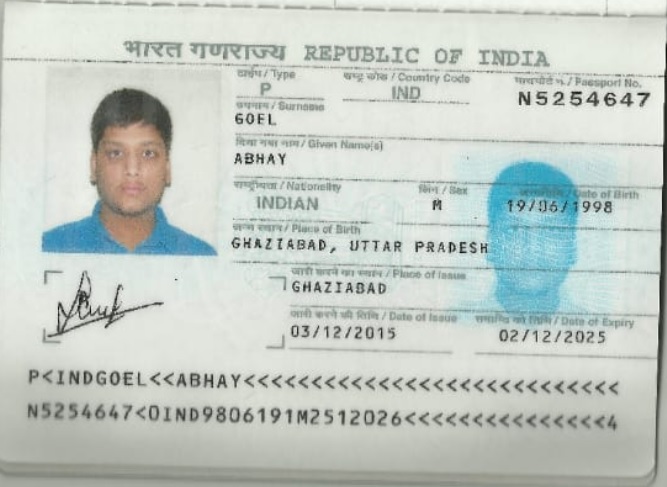 भारत गणराज्य REPUBLIC OF INDIA
टाईप / Type
राष्ट्र कोड / Country Code
पासपोर्ट न. / Passport No.
P
IND
N5254647
उपनाम / Surname
GOEL
दिया गया नाम / Given Name(s)
ABHAY
राष्ट्रीयता / Nationality
लिंग / Sex
जन्मतिथि / Date of Birth
INDIAN
M
19/06/1998
जन्म स्थान / Place of Birth
GHAZIABAD, UTTAR PRADESH
जारी करने का स्थान / Place of Issue
GHAZIABAD
जारी करने की तिथि / Date of Issue
समाप्ति की तिथि / Date of Expiry
03/12/2015
02/12/2025
P<INDGOEL<<ABHAY<<<<<<<<<<<<<<<<<<<<<<<<<<<<
N5254647<0IND9806191M2512026<<<<<<<<<<<<<<<4